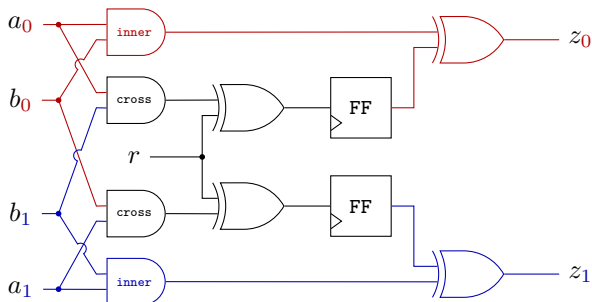 a₀ inner z₀
cross FF
b₀
r
b₁ cross FF
inner z₁
a₁